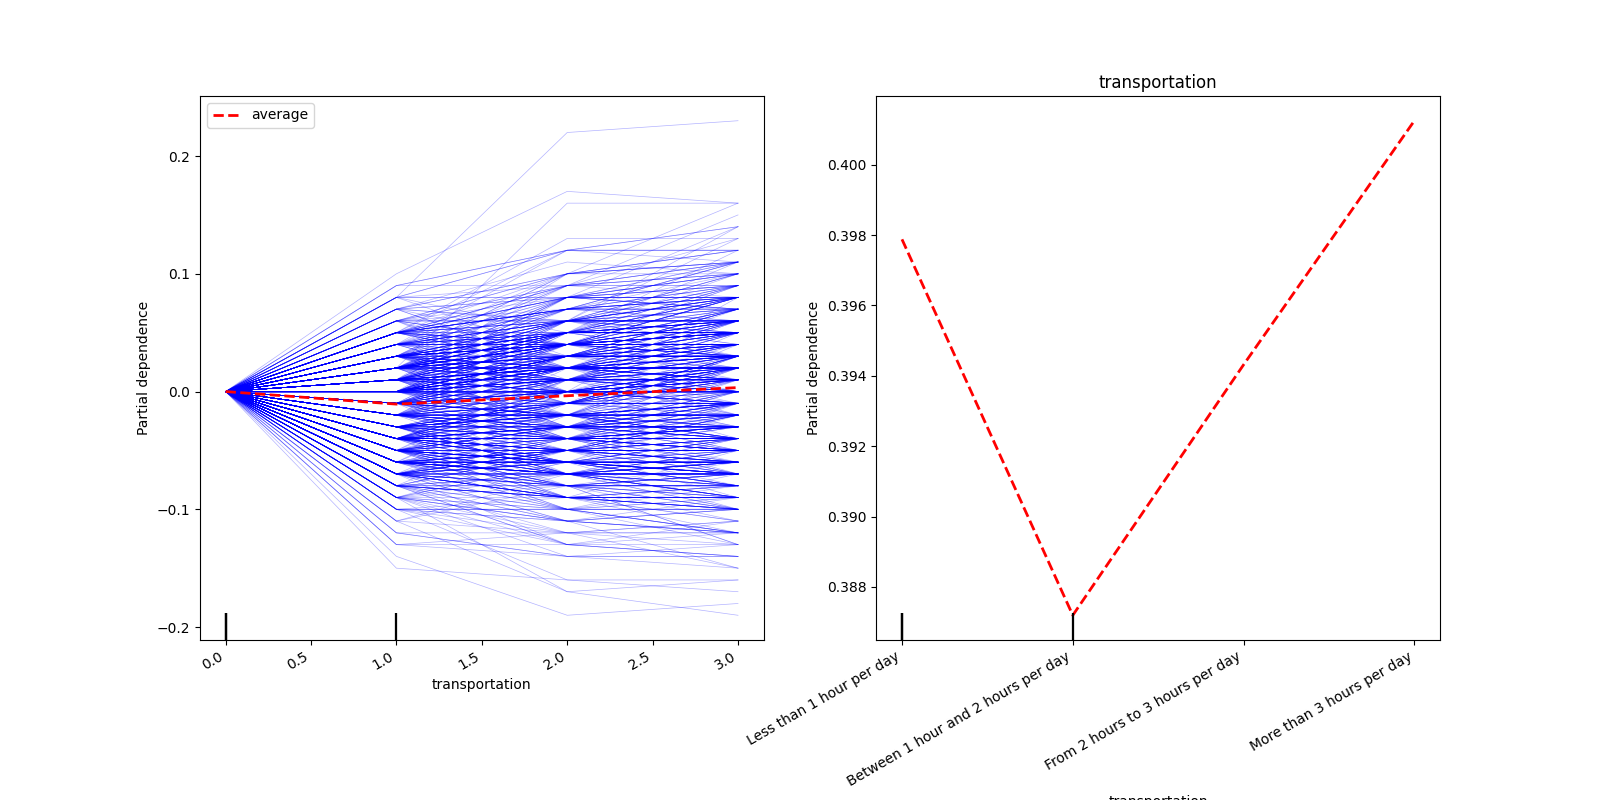 average
0.2
0.1
0.0
−0.1
−0.2
Partial dependence
0.0
0.5
1.0
1.5
2.0
2.5
3.0
transportation
transportation
0.400
0.398
0.396
0.394
0.392
0.390
0.388
Partial dependence
Less than 1 hour per day
Between 1 hour and 2 hours per day
From 2 hours to 3 hours per day
More than 3 hours per day
transportation